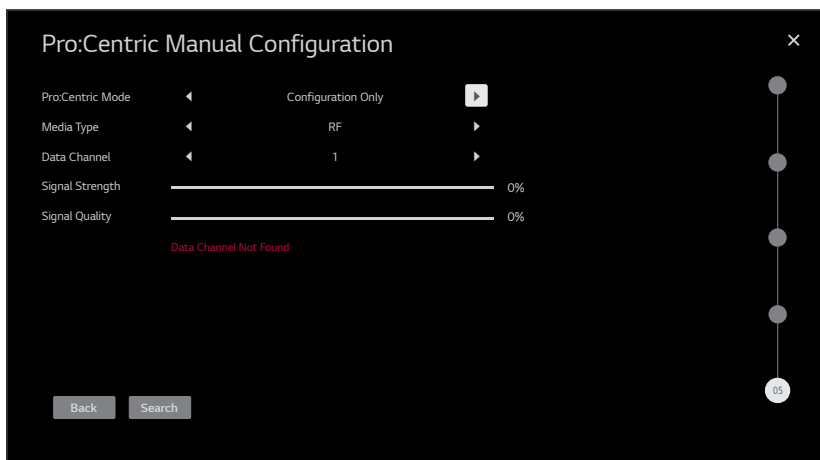 Pro:Centric Manual Configuration
Pro:Centric Mode Configuration Only
Media Type RF
Data Channel 1
Signal Strength 0%
Signal Quality 0%
Data Channel Not Found
05
Back Search